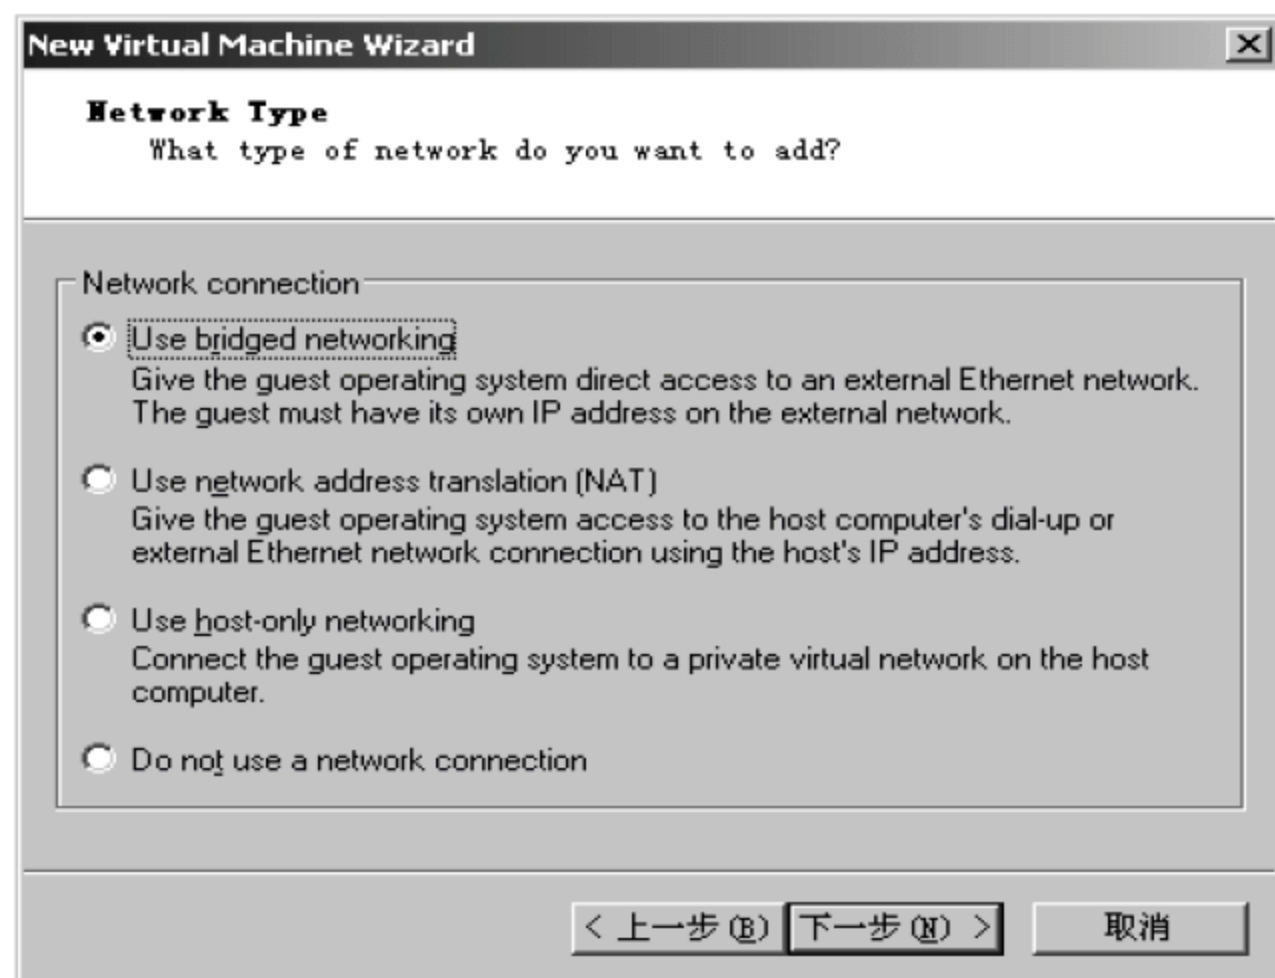 New Virtual Machine Wizard
Network Type
What type of network do you want to add?
Network connection
Use bridged networking
Give the guest operating system direct access to an external Ethernet network.
The guest must have its own IP address on the external network.
Use network address translation (NAT)
Give the guest operating system access to the host computer's dial-up or
external Ethernet network connection using the host's IP address.
Use host-only networking
Connect the guest operating system to a private virtual network on the host
computer.
Do not use a network connection
< 上一步(B) 下一步(N) > 取消